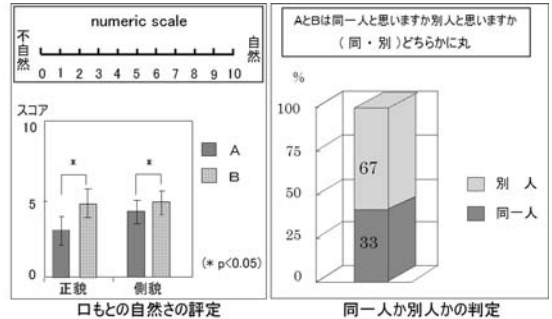 numeric scale
不自然
自然
0 1 2 3 4 5 6 7 8 9 10
スコア
10
5
0
*
*
A
B
(* p<0.05)
正貌
側貌
口もとの自然さの評定
AとBは同一人と思いますか別人と思いますか
( 同 ・ 別 ) どちらかに丸
%
100
75
50
25
0
67
33
別 人
同一人
同一人か別人かの判定